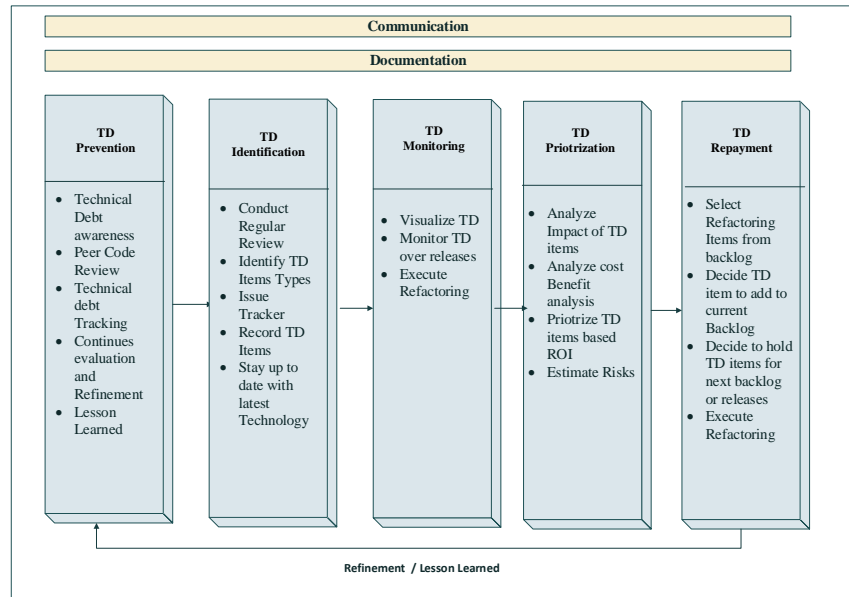 Communication
Documentation
TD
Prevention
• Technical
Debt
awareness
• Peer Code
Review
• Technical
debt
Tracking
• Continues
evaluation
and
Refinement
• Lesson
Learned
TD
Identification
• Conduct
Regular
Review
• Identify TD
Items Types
• Issue
Tracker
• Record TD
Items
• Stay up to
date with
latest
Technology
TD
Monitoring
• Visualize TD
• Monitor TD
over releases
• Execute
Refactoring
TD
Priotrization
• Analyze
Impact of TD
items
• Analyze cost
Benefit
analysis
• Priotrize TD
items based
ROI
• Estimate Risks
TD
Repayment
• Select
Refactoring
Items from
backlog
• Decide TD
item to add to
current
Backlog
• Decide to hold
TD items for
next backlog
or releases
• Execute
Refactoring
Refinement / Lesson Learned